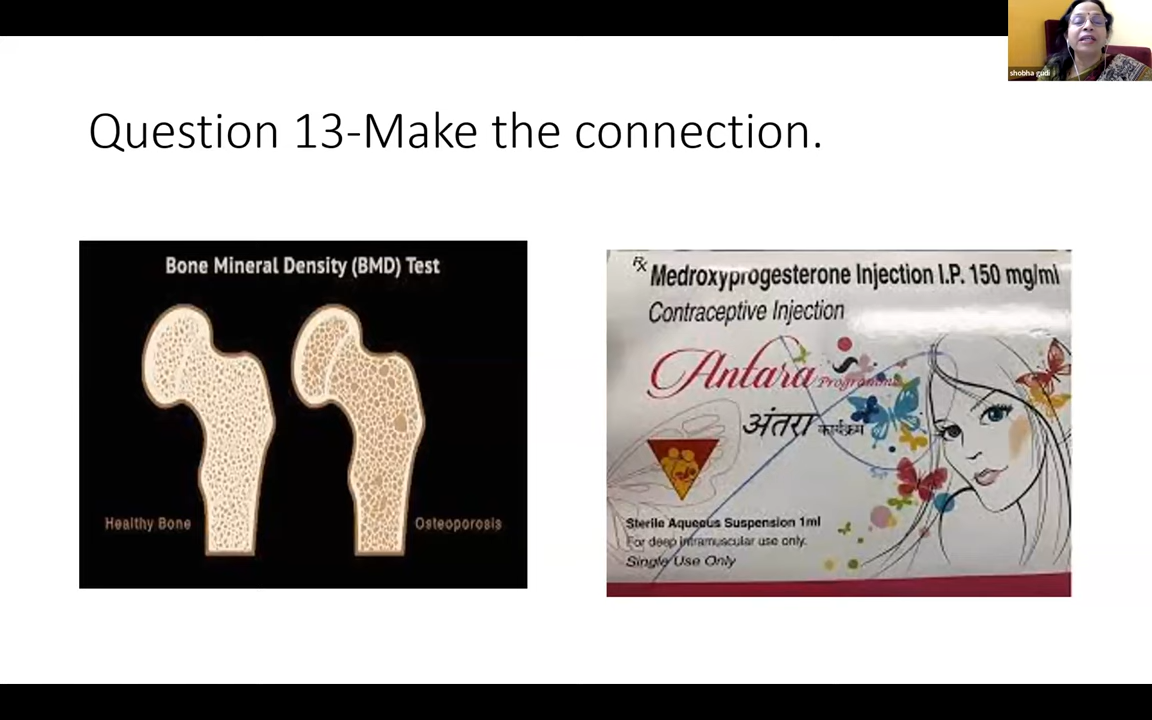 shobha gudi
Question 13-Make the connection.
Bone Mineral Density (BMD) Test
Healthy Bone
Osteoporosis
Rx Medroxyprogesterone Injection I.P. 150 mg/ml
Contraceptive Injection
Antara Programme
अंतरा कार्यक्रम
Sterile Aqueous Suspension 1ml
For deep intramuscular use only.
Single Use Only